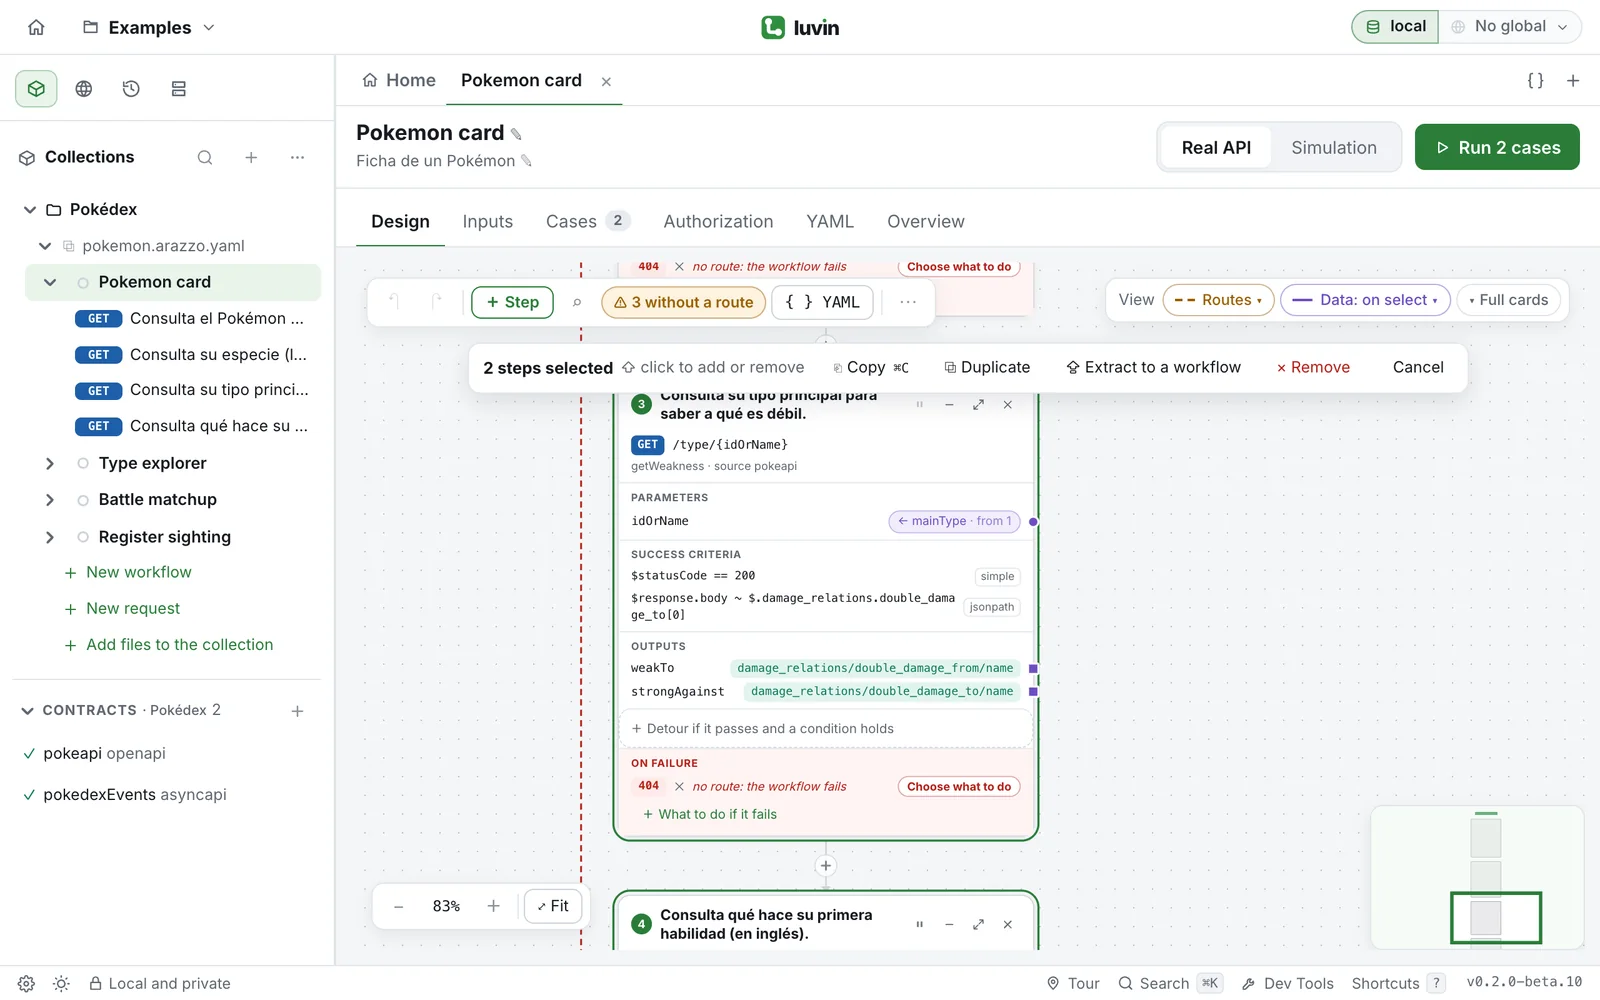 Examples
luvin
local
No global
Home
Pokemon card
{ }
Pokemon card
Ficha de un Pokémon
Real API
Simulation
Run 2 cases
Design
Inputs
Cases 2
Authorization
YAML
Overview
Collections
Pokédex
pokemon.arazzo.yaml
Pokemon card
GET Consulta el Pokémon ...
GET Consulta su especie (l...
GET Consulta su tipo princi...
GET Consulta qué hace su ...
Type explorer
Battle matchup
Register sighting
+ New workflow
+ New request
+ Add files to the collection
CONTRACTS · Pokédex 2
pokeapi openapi
pokedexEvents asyncapi
404 × no route: the workflow fails Choose what to do
+ Step
3 without a route
{ } YAML
View
Routes
Data: on select
Full cards
2 steps selected click to add or remove Copy ⌘C Duplicate Extract to a workflow × Remove Cancel
3 Consulta su tipo principal para
saber a qué es débil.
GET /type/{idOrName}
getWeakness · source pokeapi
PARAMETERS
idOrName ← mainType · from 1
SUCCESS CRITERIA
$statusCode == 200 simple
$response.body ~ $.damage_relations.double_dama
ge_to[0] jsonpath
OUTPUTS
weakTo damage_relations/double_damage_from/name
strongAgainst damage_relations/double_damage_to/name
+ Detour if it passes and a condition holds
ON FAILURE
404 × no route: the workflow fails Choose what to do
+ What to do if it fails
+
4 Consulta qué hace su primera
habilidad (en inglés).
− 83% + Fit
Local and private
Tour
Search ⌘K
Dev Tools
Shortcuts ?
v0.2.0-beta.10